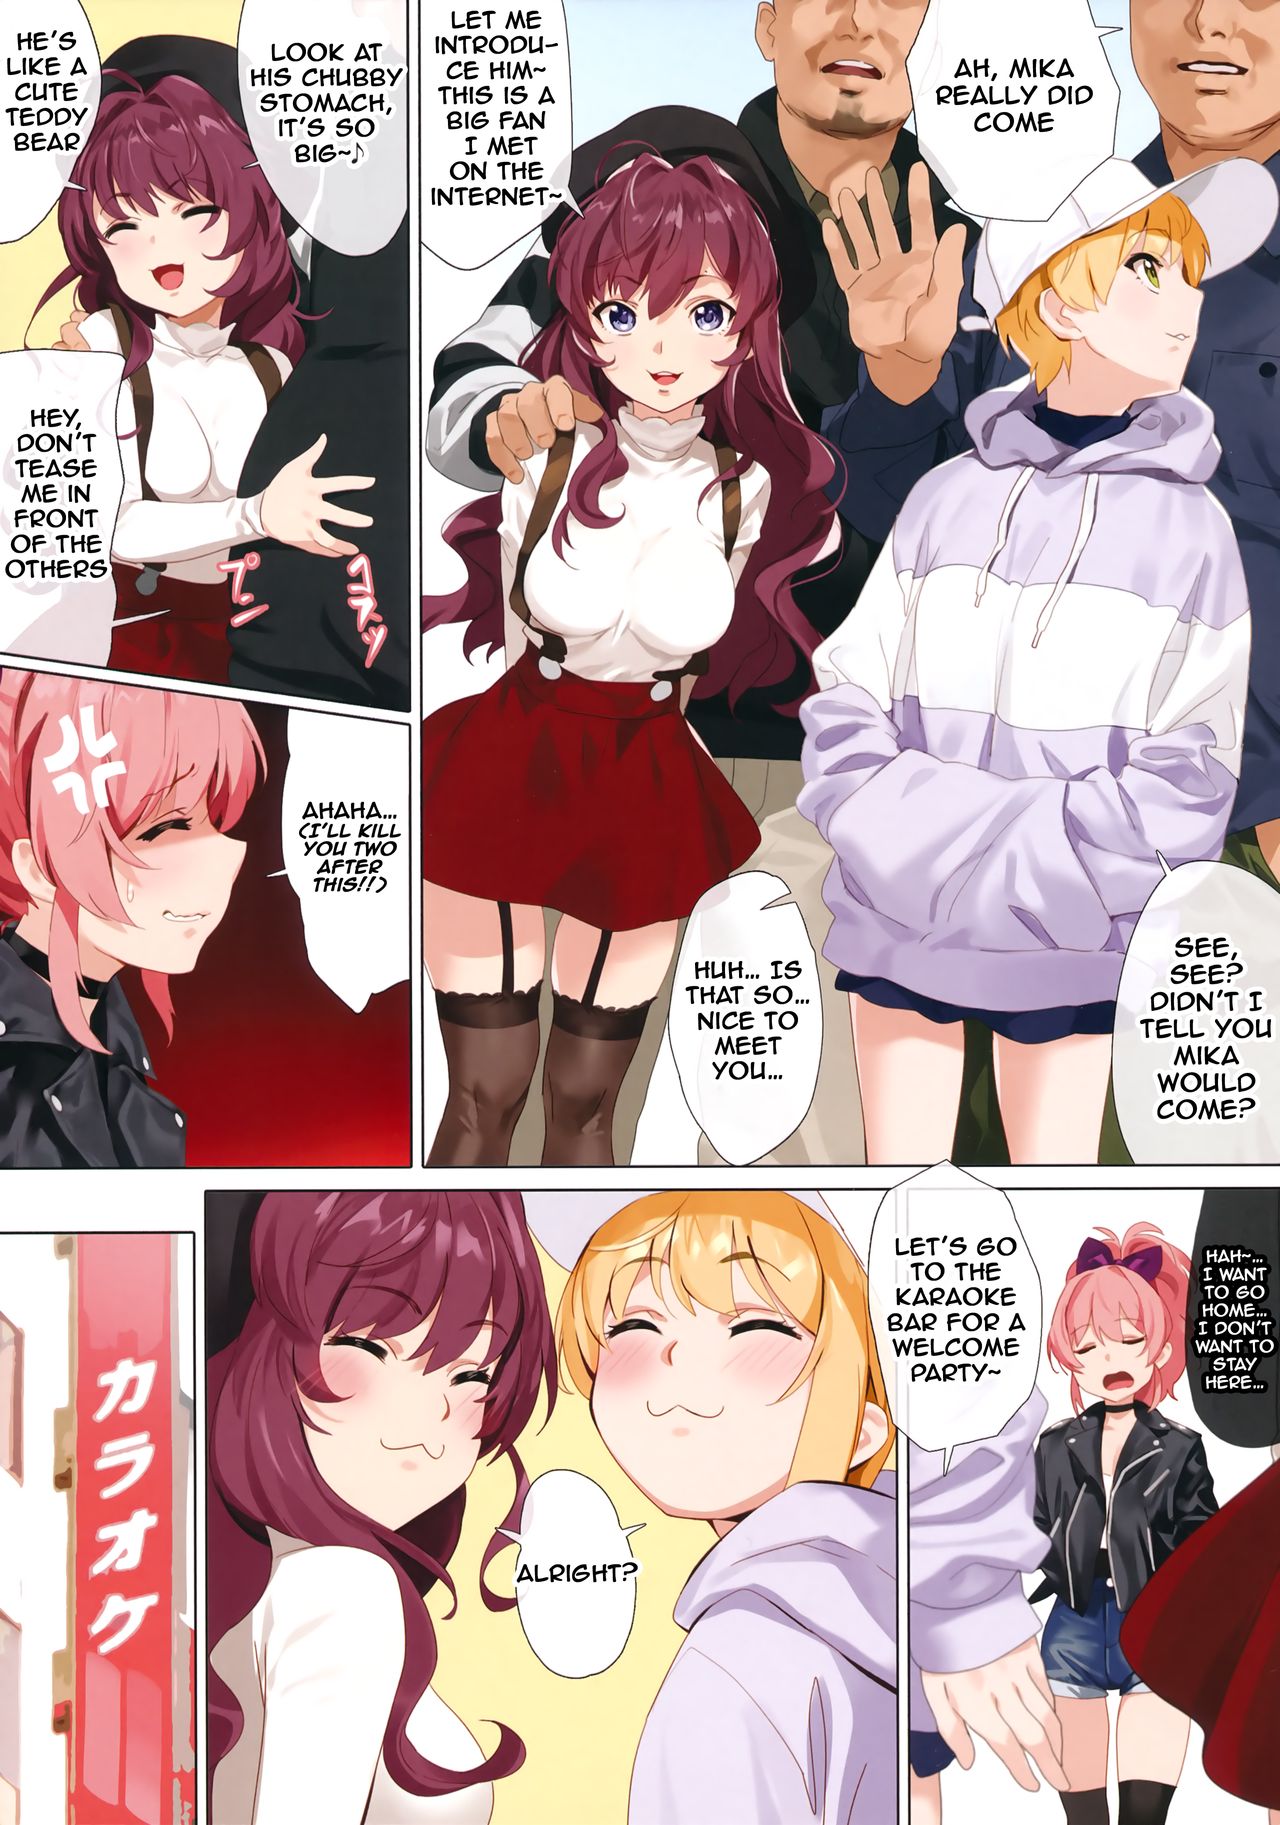 AH, MIKA
REALLY DID
COME
LET ME
INTRODU-
CE HIM~
THIS IS A
BIG FAN
I MET
ON THE
INTERNET~
SEE,
SEE?
DIDN'T I
TELL YOU
MIKA
WOULD
COME?
HUH... IS
THAT SO...
NICE TO
MEET
YOU...
LOOK AT
HIS CHUBBY
STOMACH,
IT'S SO
BIG~♪
HE'S
LIKE A
CUTE
TEDDY
BEAR
HEY,
DON'T
TEASE
ME IN
FRONT
OF THE
OTHERS
プン
AHAHA...
(I'LL KILL
YOU TWO
AFTER
THIS!!)
HAH~...
I WANT
TO GO
HOME...
I DON'T
WANT TO
STAY
HERE...
LET'S GO
TO THE
KARAOKE
BAR FOR A
WELCOME
PARTY~
ALRIGHT?
カラオケ